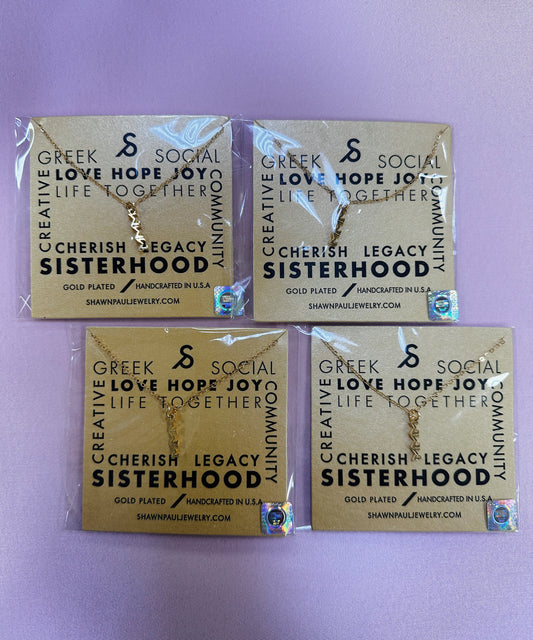 CREATIVE
GREEK SOCIAL
LOVE HOPE JOY
LIFE TOGETHER
COMMUNITY
CHERISH LEGACY
SISTERHOOD
GOLD PLATED / HANDCRAFTED IN U.S.A
SHAWNPAULJEWELRY.COM
CREATIVE
GREEK SOCIAL
LOVE HOPE JOY
LIFE TOGETHER
COMMUNITY
CHERISH LEGACY
SISTERHOOD
GOLD PLATED / HANDCRAFTED IN U.S.A
SHAWNPAULJEWELRY.COM
CREATIVE
GREEK SOCIAL
LOVE HOPE JOY
LIFE TOGETHER
COMMUNITY
CHERISH LEGACY
SISTERHOOD
GOLD PLATED / HANDCRAFTED IN U.S.A
SHAWNPAULJEWELRY.COM
CREATIVE
GREEK SOCIAL
LOVE HOPE JOY
LIFE TOGETHER
COMMUNITY
CHERISH LEGACY
SISTERHOOD
GOLD PLATED / HANDCRAFTED IN U.S.A
SHAWNPAULJEWELRY.COM